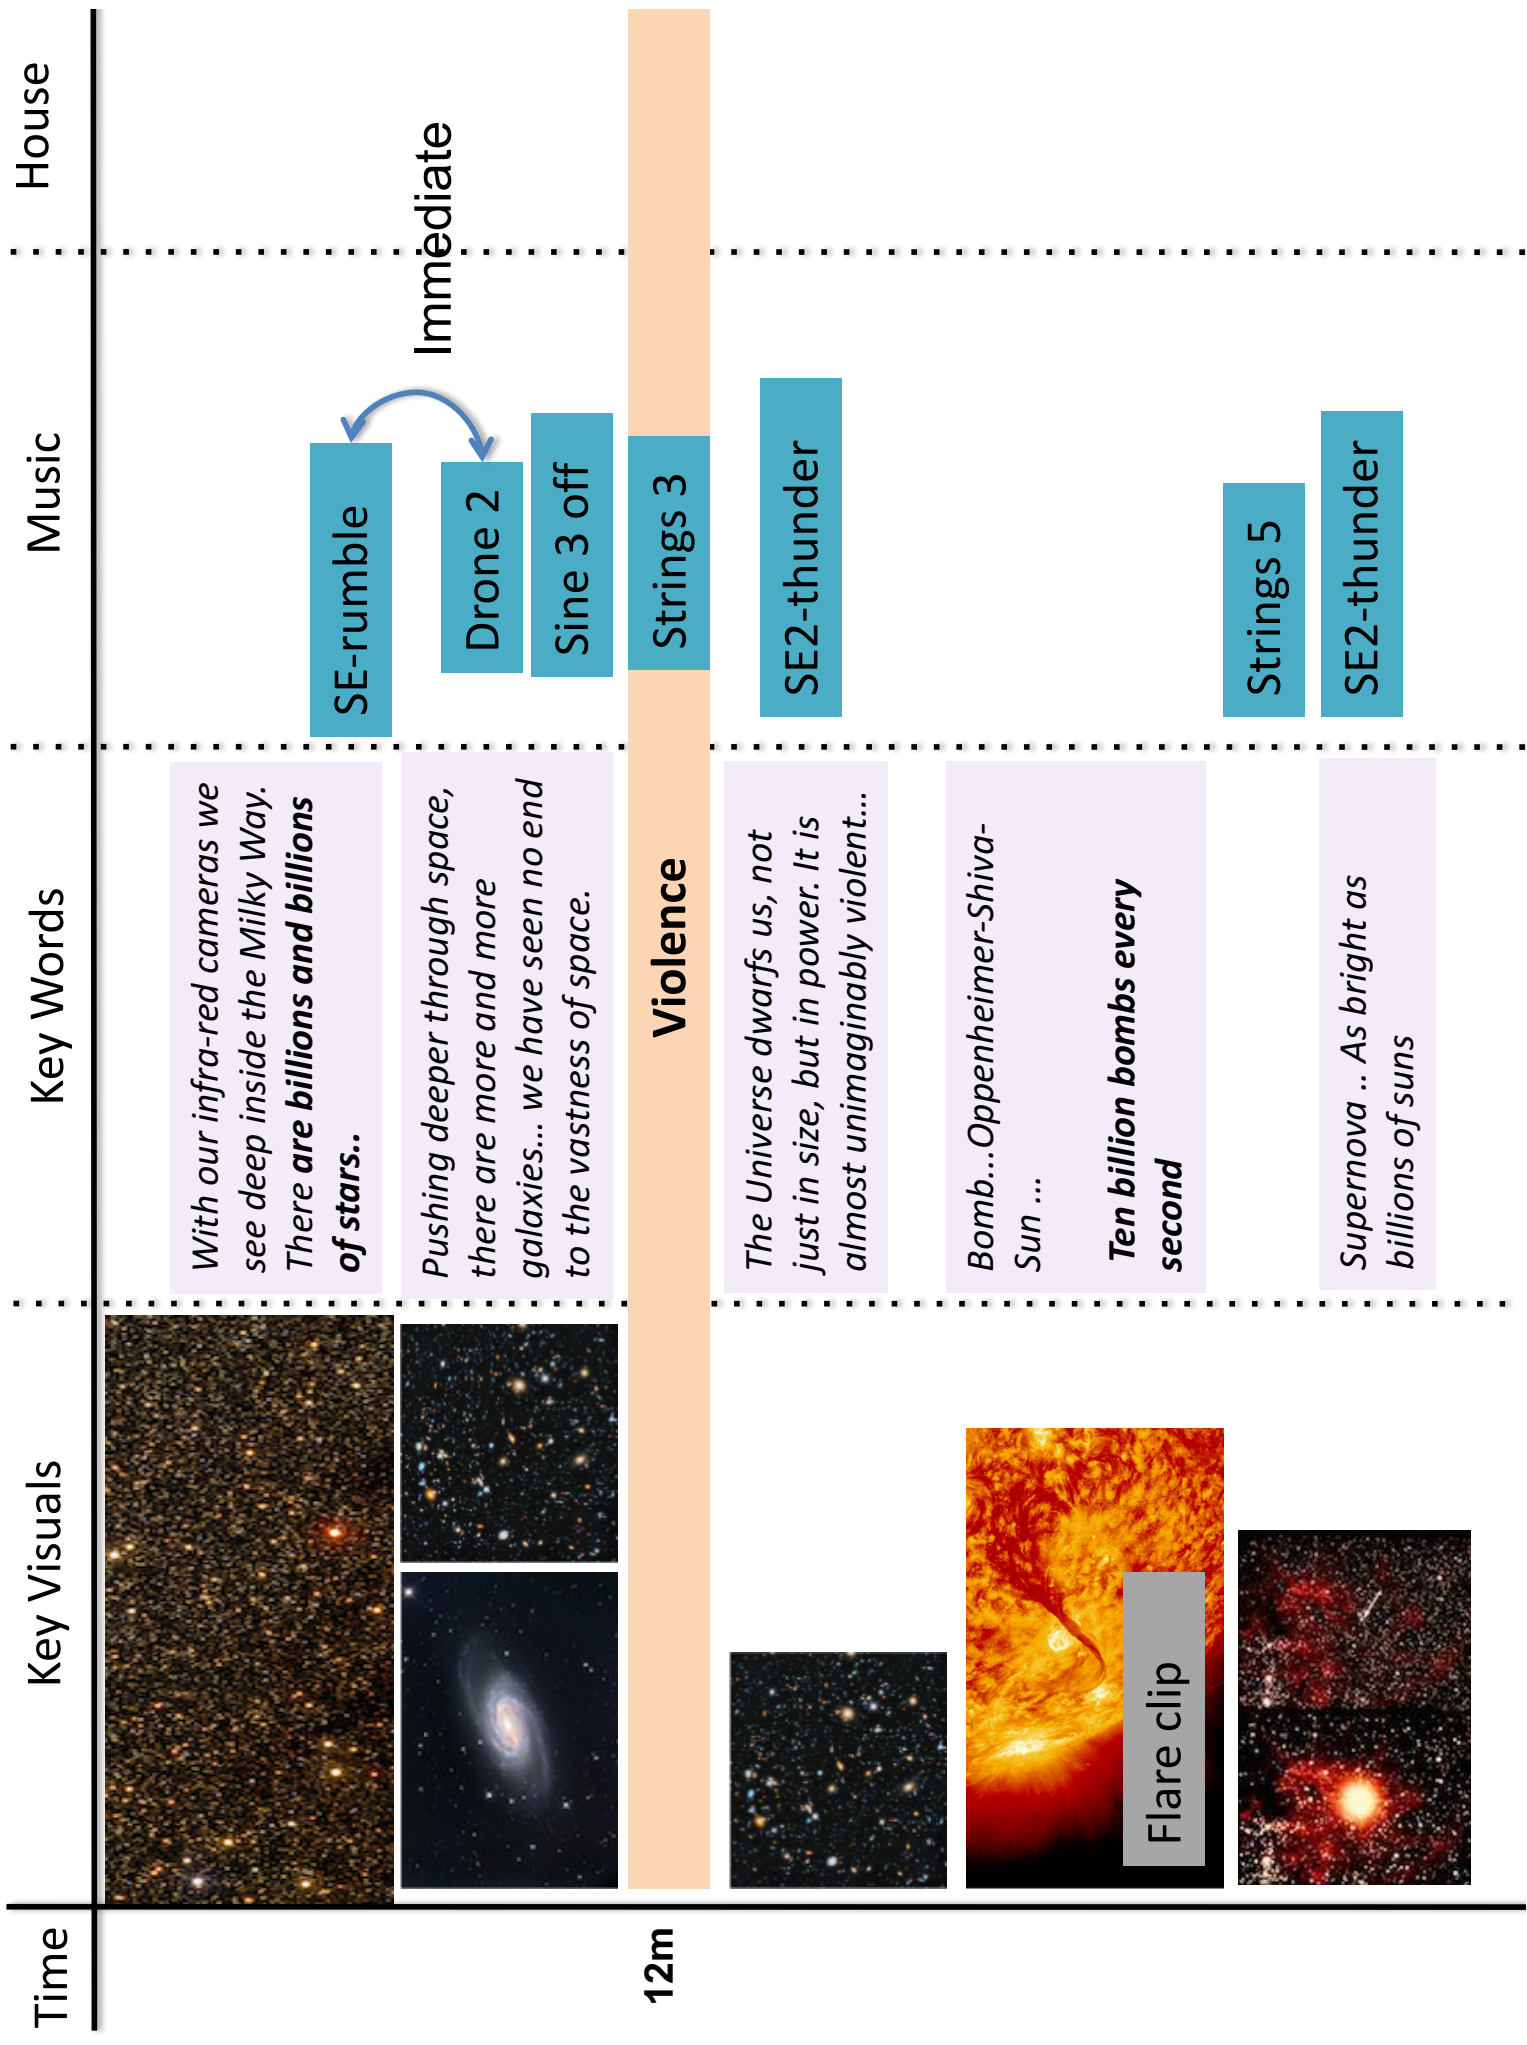 Time
Key Visuals
Key Words
Music
House
With our infra-red cameras we
see deep inside the Milky Way.
There are billions and billions
of stars..
SE-rumble
Immediate
Pushing deeper through space,
there are more and more
galaxies... we have seen no end
to the vastness of space.
Drone 2
Sine 3 off
12m
Violence
Strings 3
The Universe dwarfs us, not
just in size, but in power. It is
almost unimaginably violent...
SE2-thunder
Flare clip
Bomb...Oppenheimer-Shiva-
Sun ...
Ten billion bombs every
second
Strings 5
Supernova .. As bright as
billions of suns
SE2-thunder